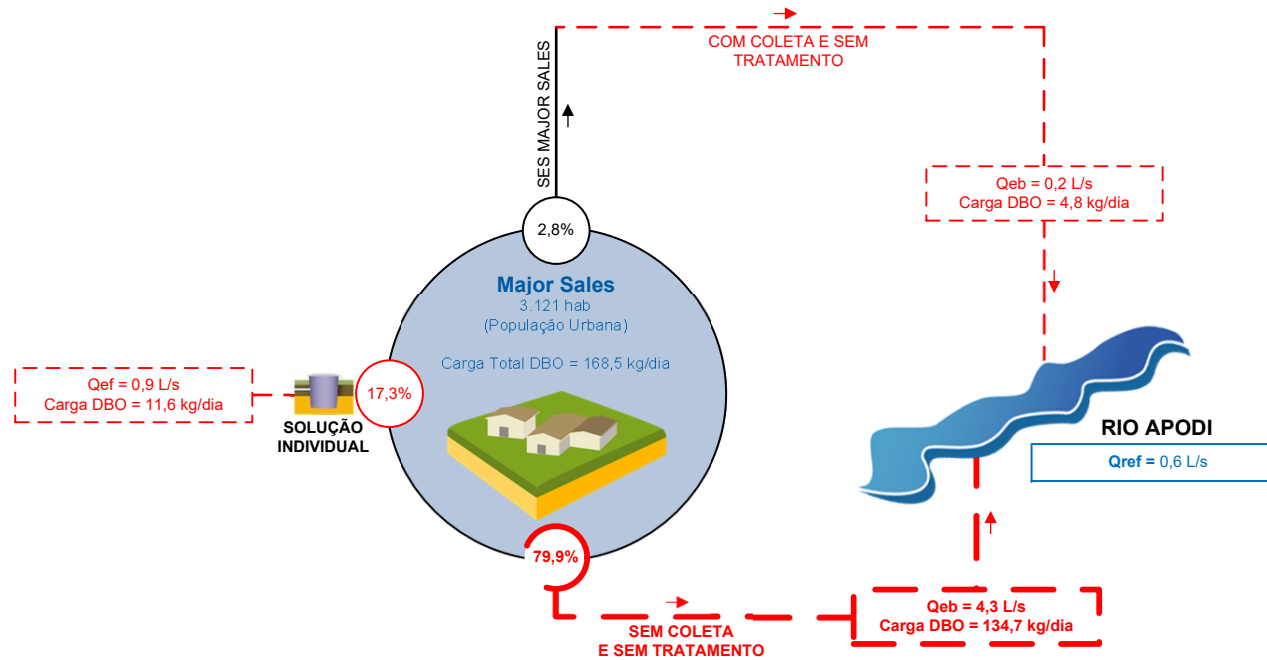 COM COLETA E SEM
TRATAMENTO
SES MAJOR SALES
Qeb = 0,2 L/s
Carga DBO = 4,8 kg/dia
2,8%
Major Sales
3.121 hab
(População Urbana)
Carga Total DBO = 168,5 kg/dia
Qef = 0,9 L/s
Carga DBO = 11,6 kg/dia
17,3%
SOLUÇÃO
INDIVIDUAL
RIO APODI
Qref = 0,6 L/s
79,9%
Qeb = 4,3 L/s
Carga DBO = 134,7 kg/dia
SEM COLETA
E SEM TRATAMENTO